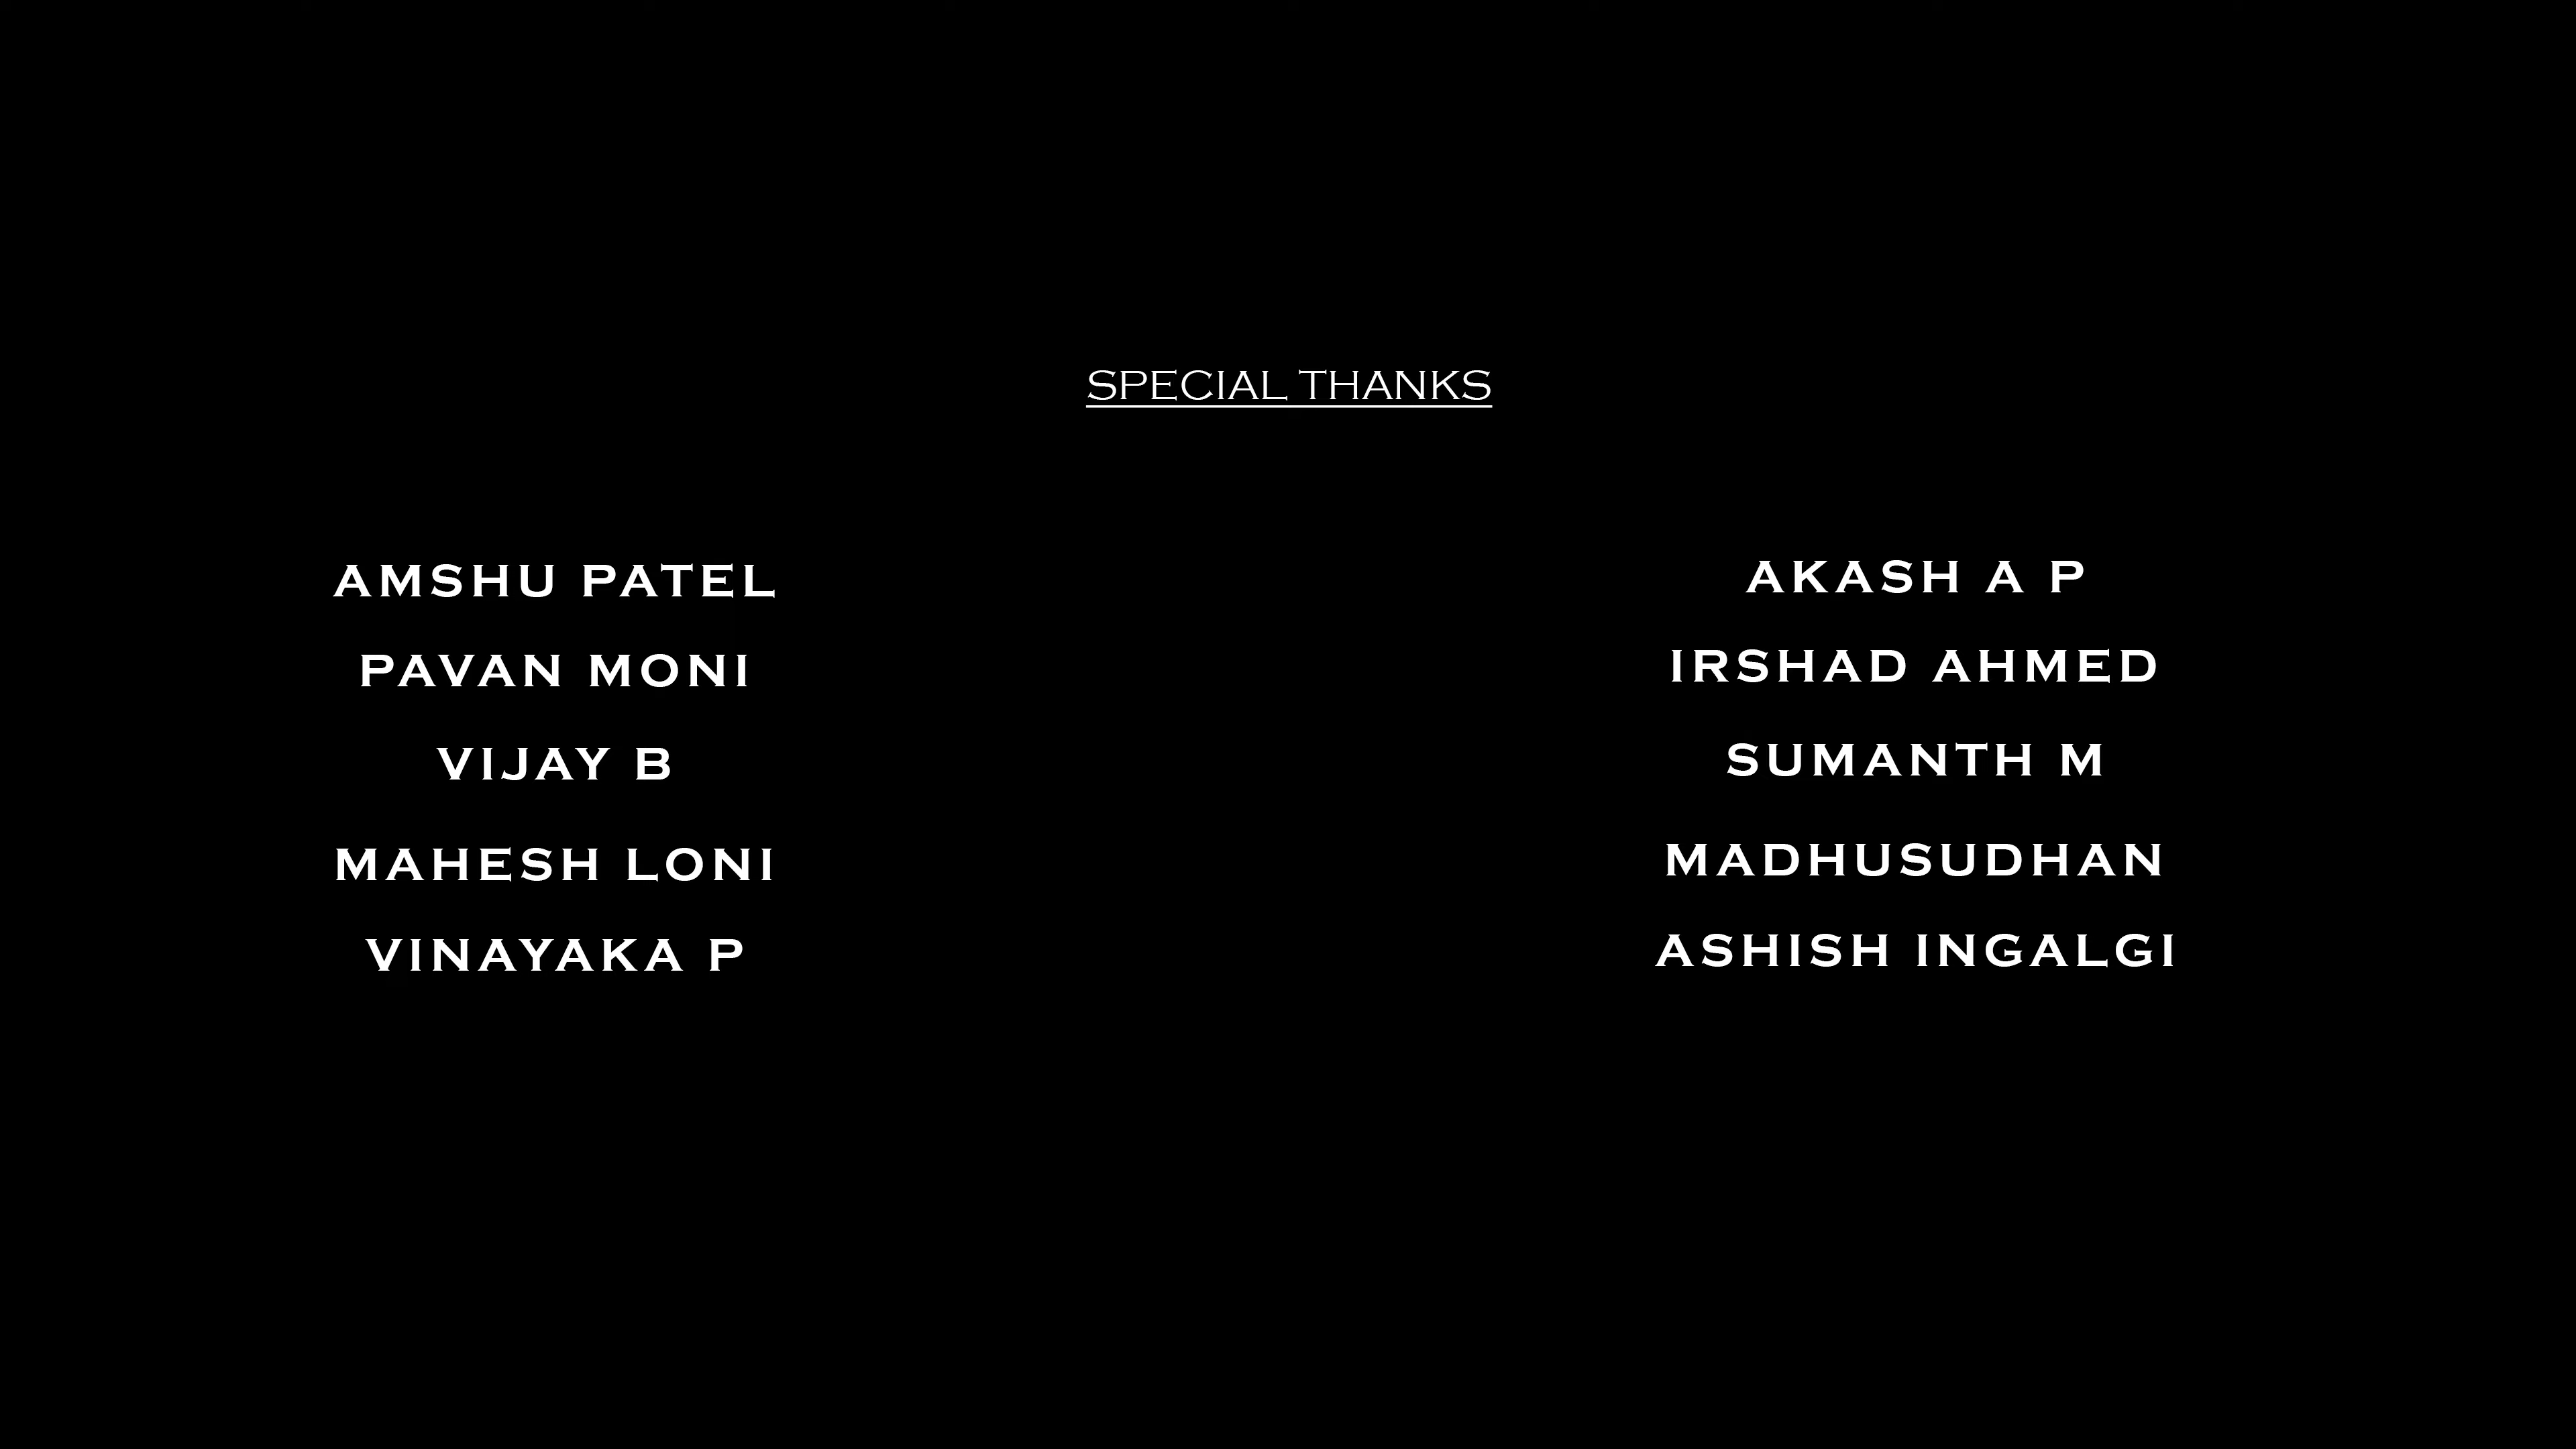 SPECIAL THANKS
AMSHU PATEL
PAVAN MONI
VIJAY B
MAHESH LONI
VINAYAKA P
AKASH A P
IRSHAD AHMED
SUMANTH M
MADHUSUDHAN
ASHISH INGALGI